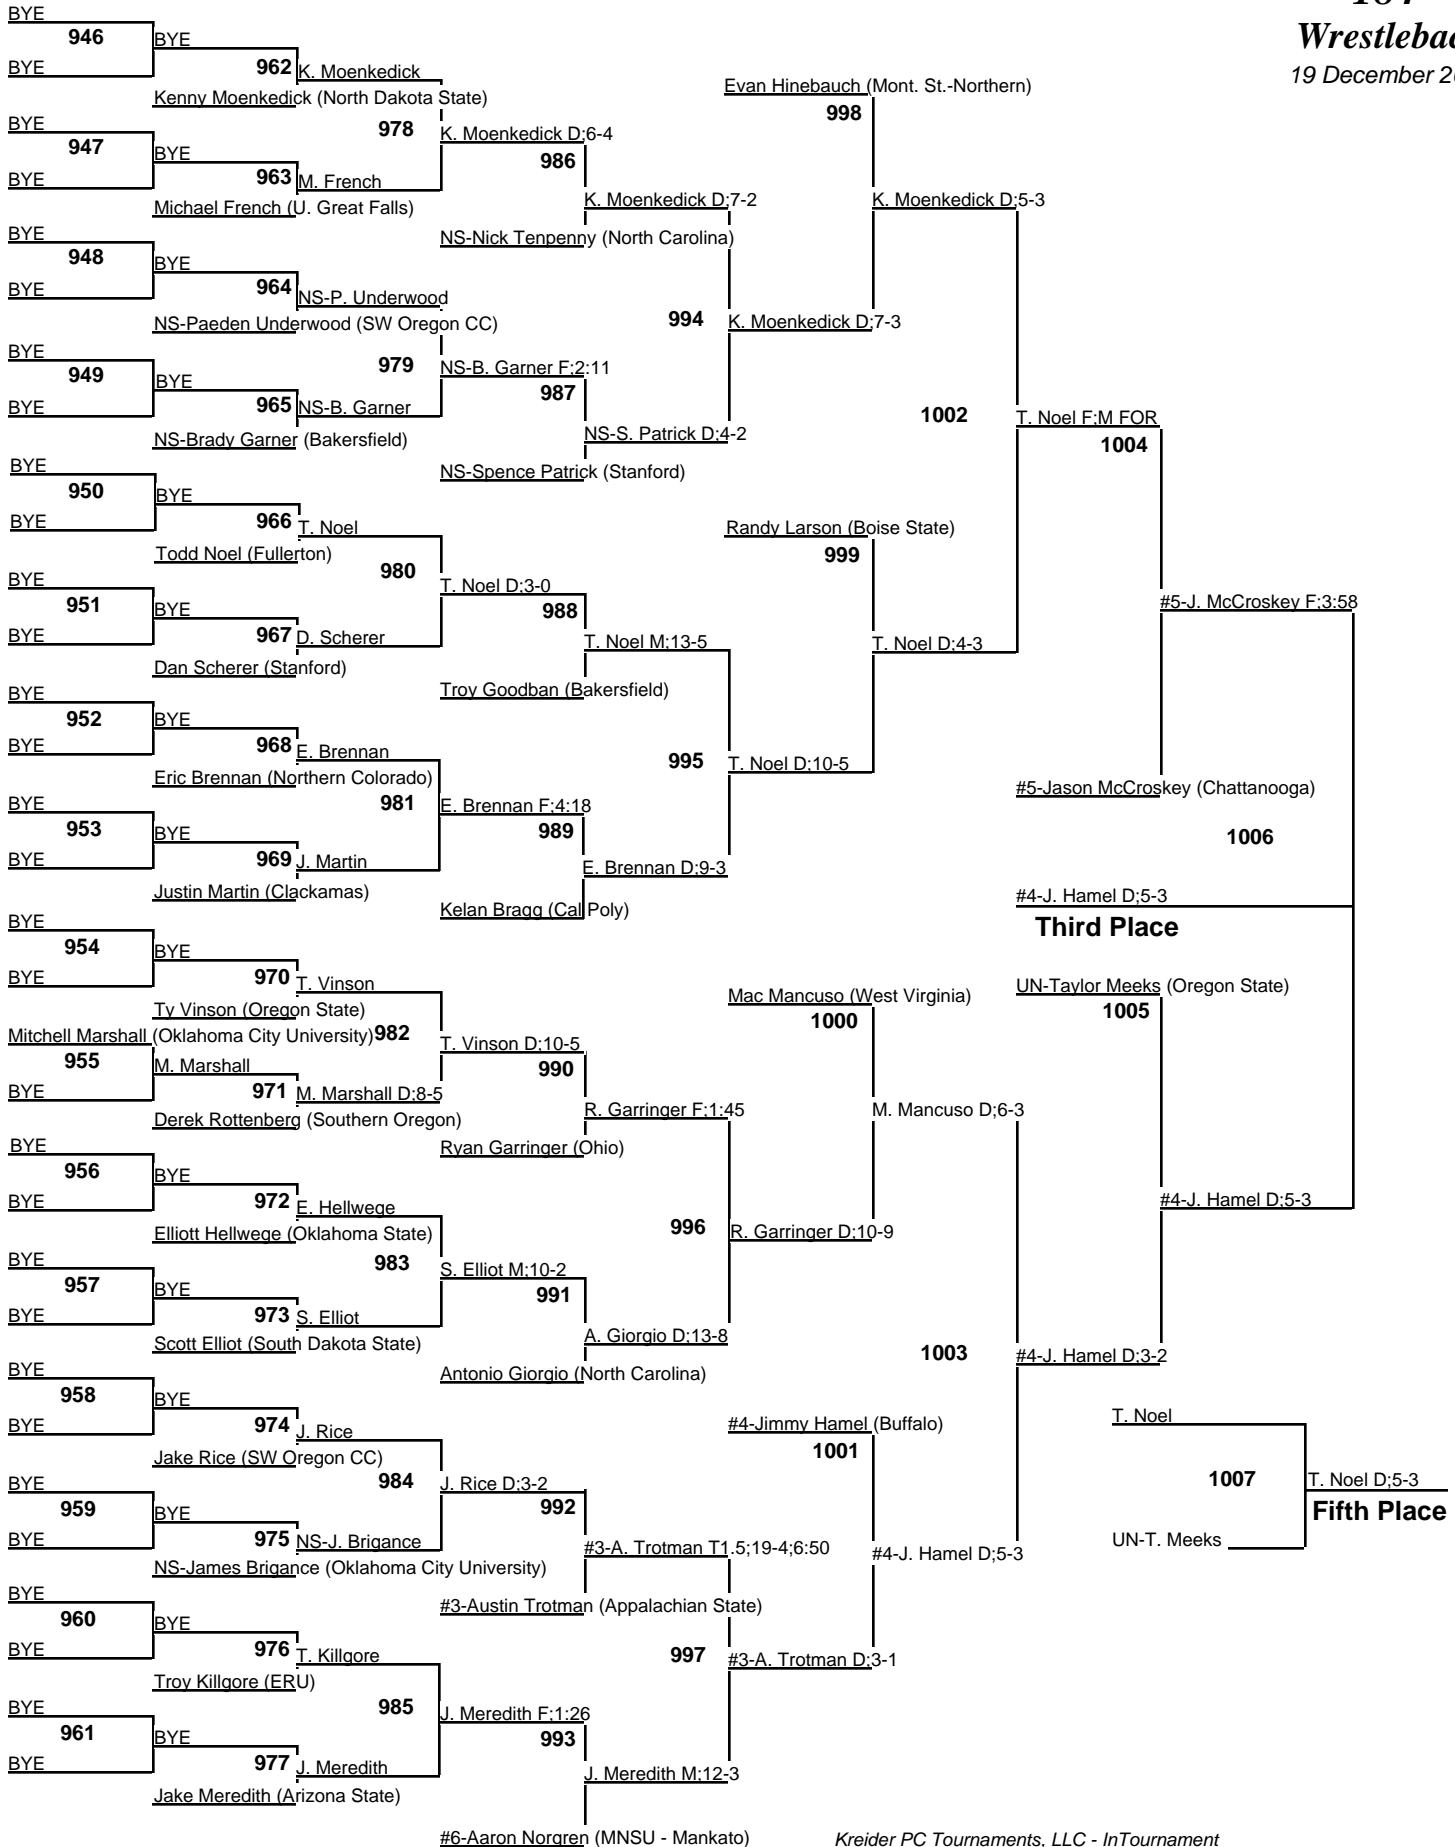 Wrestleba
19 December 2
BYE
946
BYE
BYE
962
K. Moenkedick
Kenny Moenkedick (North Dakota State)
978
BYE
947
BYE
BYE
963
M. French
Michael French (U. Great Falls)
K. Moenkedick D;6-4
986
K. Moenkedick D;7-2
NS-Nick Tenpenny (North Carolina)
Evan Hinebauch (Mont. St.-Northern)
998
K. Moenkedick D;5-3
BYE
948
BYE
BYE
964
NS-P. Underwood
NS-Paeden Underwood (SW Oregon CC)
994
K. Moenkedick D;7-3
BYE
949
BYE
BYE
979
NS-B. Garner F;2:11
965
NS-B. Garner
987
NS-Brady Garner (Bakersfield)
NS-S. Patrick D;4-2
NS-Spence Patrick (Stanford)
1002
T. Noel F;M FOR
1004
BYE
950
BYE
BYE
966
T. Noel
Todd Noel (Fullerton)
980
Randy Larson (Boise State)
999
BYE
951
BYE
BYE
967
D. Scherer
Dan Scherer (Stanford)
T. Noel D;3-0
988
T. Noel M;13-5
Troy Goodban (Bakersfield)
T. Noel D;4-3
#5-J. McCroskey F;3:58
BYE
952
BYE
BYE
968
E. Brennan
Eric Brennan (Northern Colorado)
995
T. Noel D;10-5
#5-Jason McCroskey (Chattanooga)
981
E. Brennan F;4:18
BYE
953
BYE
BYE
969
J. Martin
Justin Martin (Clackamas)
989
E. Brennan D;9-3
Kelan Bragg (Cal Poly)
1006
#4-J. Hamel D;5-3
Third Place
BYE
954
BYE
BYE
970
T. Vinson
Ty Vinson (Oregon State)
Mitchell Marshall (Oklahoma City University)
982
955
BYE
M. Marshall
971
M. Marshall D;8-5
Derek Rottenberg (Southern Oregon)
T. Vinson D;10-5
990
R. Garringer F;1:45
Ryan Garringer (Ohio)
Mac Mancuso (West Virginia)
1000
M. Mancuso D;6-3
UN-Taylor Meeks (Oregon State)
1005
#4-J. Hamel D;5-3
BYE
956
BYE
BYE
972
E. Hellwege
Elliott Hellwege (Oklahoma State)
996
R. Garringer D;10-9
983
S. Elliot M;10-2
BYE
957
BYE
BYE
973
S. Elliot
Scott Elliot (South Dakota State)
991
A. Giorgio D;13-8
Antonio Giorgio (North Carolina)
1003
#4-J. Hamel D;3-2
BYE
958
BYE
BYE
974
J. Rice
Jake Rice (SW Oregon CC)
984
J. Rice D;3-2
#4-Jimmy Hamel (Buffalo)
1001
T. Noel
1007
T. Noel D;5-3
Fifth Place
UN-T. Meeks
BYE
959
BYE
BYE
975
NS-J. Brigance
NS-James Brigance (Oklahoma City University)
992
#3-A. Trotman T1.5;19-4;6:50
#4-J. Hamel D;5-3
#3-Austin Trotman (Appalachian State)
BYE
960
BYE
BYE
976
T. Killgore
Troy Killgore (ERU)
997
#3-A. Trotman D;3-1
985
J. Meredith F;1:26
BYE
961
BYE
BYE
977
J. Meredith
Jake Meredith (Arizona State)
993
J. Meredith M;12-3
#6-Aaron Norgren (MNSU - Mankato)
Kreider PC Tournaments, LLC - InTournament